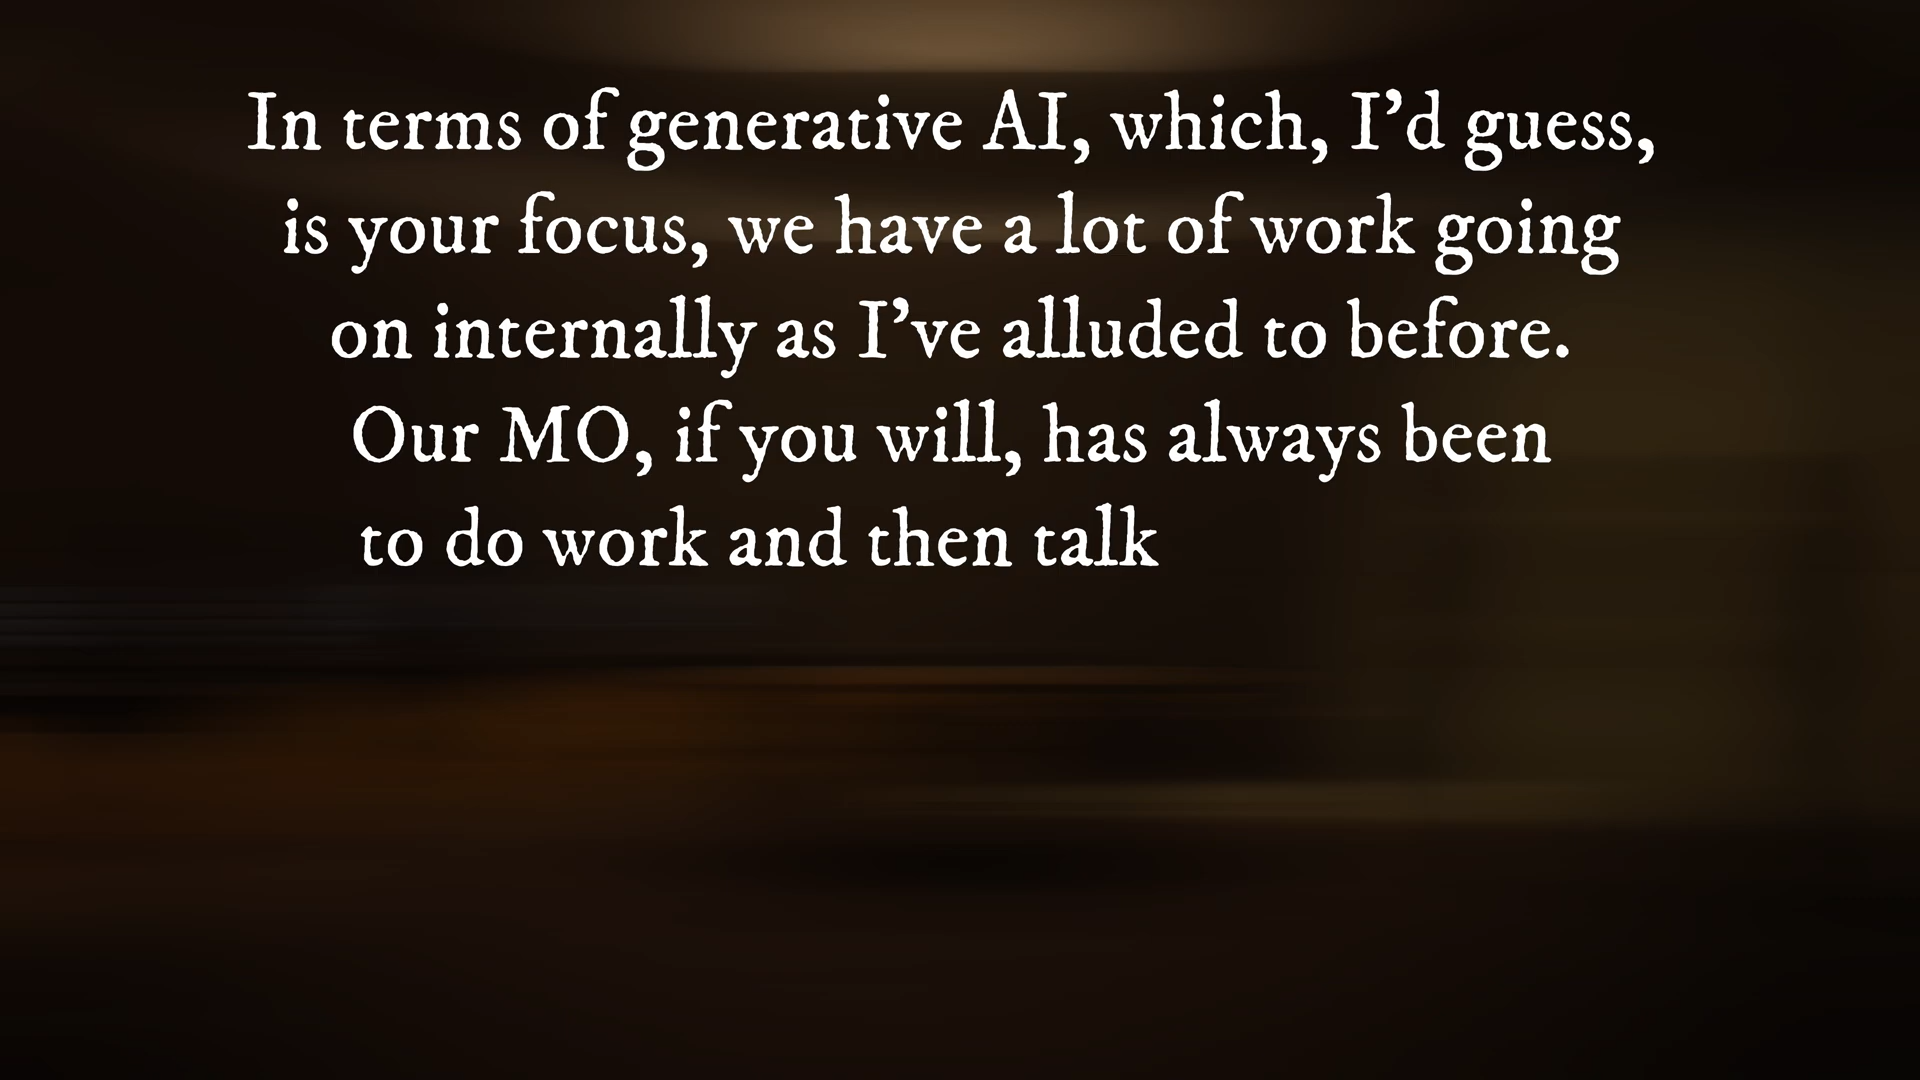 In terms of generative AI, which, I’d guess,
is your focus, we have a lot of work going
on internally as I’ve alluded to before.
Our MO, if you will, has always been
to do work and then talk